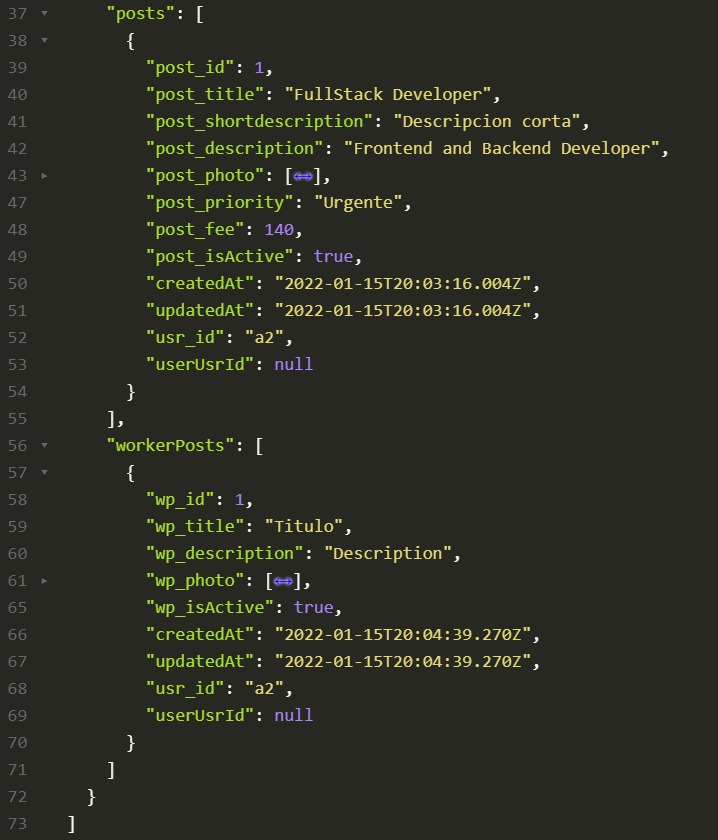 37 "posts": [
38 {
39 "post_id": 1,
40 "post_title": "FullStack Developer",
41 "post_shortdescription": "Descripcion corta",
42 "post_description": "Frontend and Backend Developer",
43 "post_photo": [↔],
47 "post_priority": "Urgente",
48 "post_fee": 140,
49 "post_isActive": true,
50 "createdAt": "2022-01-15T20:03:16.004Z",
51 "updatedAt": "2022-01-15T20:03:16.004Z",
52 "usr_id": "a2",
53 "userUsrId": null
54 }
55 ],
56 "workerPosts": [
57 {
58 "wp_id": 1,
59 "wp_title": "Titulo",
60 "wp_description": "Description",
61 "wp_photo": [↔],
65 "wp_isActive": true,
66 "createdAt": "2022-01-15T20:04:39.270Z",
67 "updatedAt": "2022-01-15T20:04:39.270Z",
68 "usr_id": "a2",
69 "userUsrId": null
70 }
71 ]
72 }
73 ]